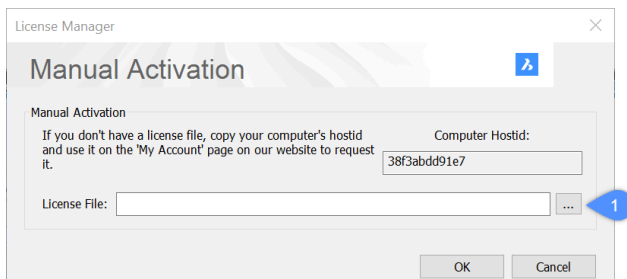 License Manager
Manual Activation
Manual Activation
If you don't have a license file, copy your computer's hostid
and use it on the 'My Account' page on our website to request
it.
Computer Hostid:
38f3abdd91e7
License File:
...
1
OK
Cancel